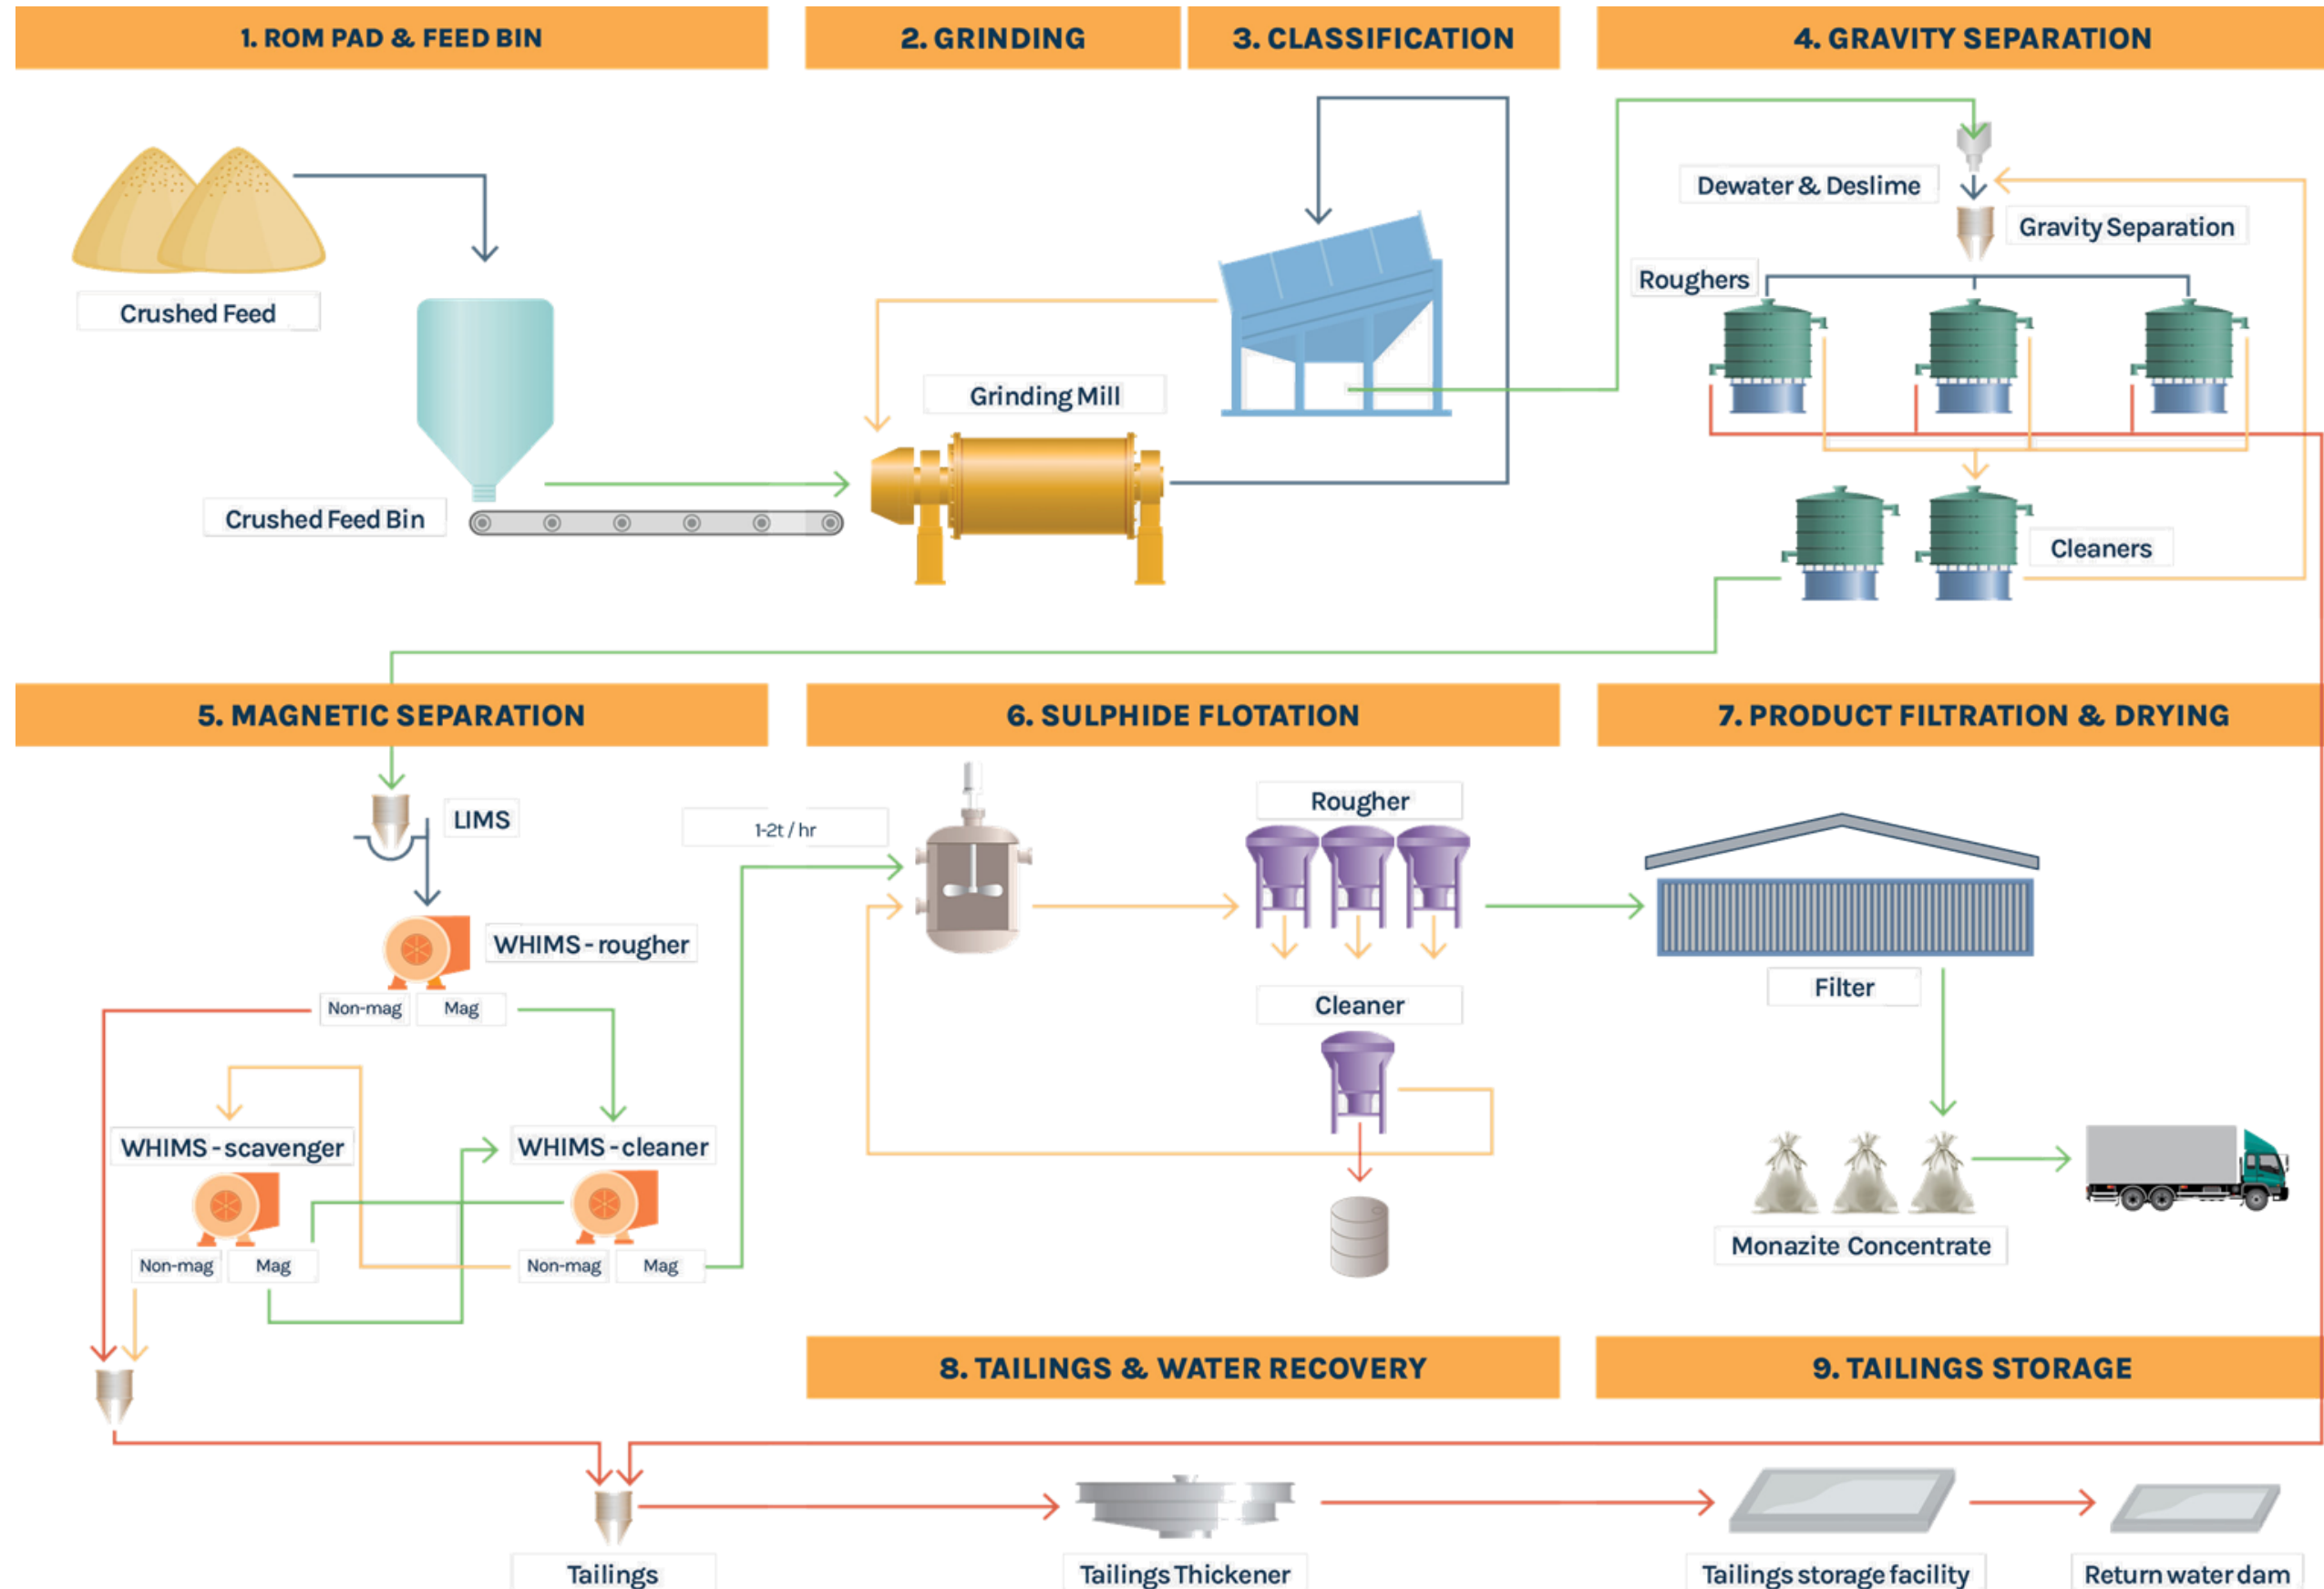 1. ROM PAD & FEED BIN
2. GRINDING
3. CLASSIFICATION
4. GRAVITY SEPARATION
Crushed Feed
Crushed Feed Bin
Grinding Mill
Dewater & Deslime
Gravity Separation
Roughers
Cleaners
5. MAGNETIC SEPARATION
6. SULPHIDE FLOTATION
7. PRODUCT FILTRATION & DRYING
LIMS
WHIMS - rougher
Non-mag
Mag
WHIMS - scavenger
WHIMS - cleaner
Non-mag
Mag
Non-mag
Mag
1-2t / hr
Rougher
Cleaner
Filter
Monazite Concentrate
8. TAILINGS & WATER RECOVERY
9. TAILINGS STORAGE
Tailings
Tailings Thickener
Tailings storage facility
Return water dam